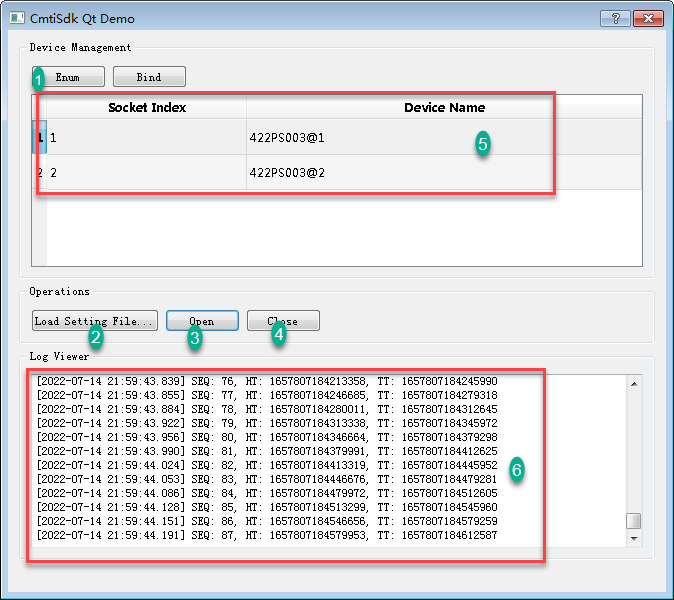 CmtiSdk Qt Demo
Device Management
1 Enum Bind
Socket Index Device Name
1 1 422PS003@1 5
2 2 422PS003@2
Operations
Load Setting File... Open Close
2 3 4
Log Viewer
[2022-07-14 21:59:43.839] SEQ: 76, HT: 1657807184213358, TT: 1657807184245990
[2022-07-14 21:59:43.855] SEQ: 77, HT: 1657807184246685, TT: 1657807184279318
[2022-07-14 21:59:43.884] SEQ: 78, HT: 1657807184280011, TT: 1657807184312645
[2022-07-14 21:59:43.922] SEQ: 79, HT: 1657807184313338, TT: 1657807184345972
[2022-07-14 21:59:43.956] SEQ: 80, HT: 1657807184346664, TT: 1657807184379298
[2022-07-14 21:59:43.990] SEQ: 81, HT: 1657807184379991, TT: 1657807184412625
[2022-07-14 21:59:44.024] SEQ: 82, HT: 1657807184413319, TT: 1657807184445952
[2022-07-14 21:59:44.053] SEQ: 83, HT: 1657807184446676, TT: 1657807184479281
[2022-07-14 21:59:44.086] SEQ: 84, HT: 1657807184479972, TT: 1657807184512605
[2022-07-14 21:59:44.128] SEQ: 85, HT: 1657807184513299, TT: 1657807184545960
[2022-07-14 21:59:44.151] SEQ: 86, HT: 1657807184546656, TT: 1657807184579259
[2022-07-14 21:59:44.191] SEQ: 87, HT: 1657807184579953, TT: 1657807184612587
6